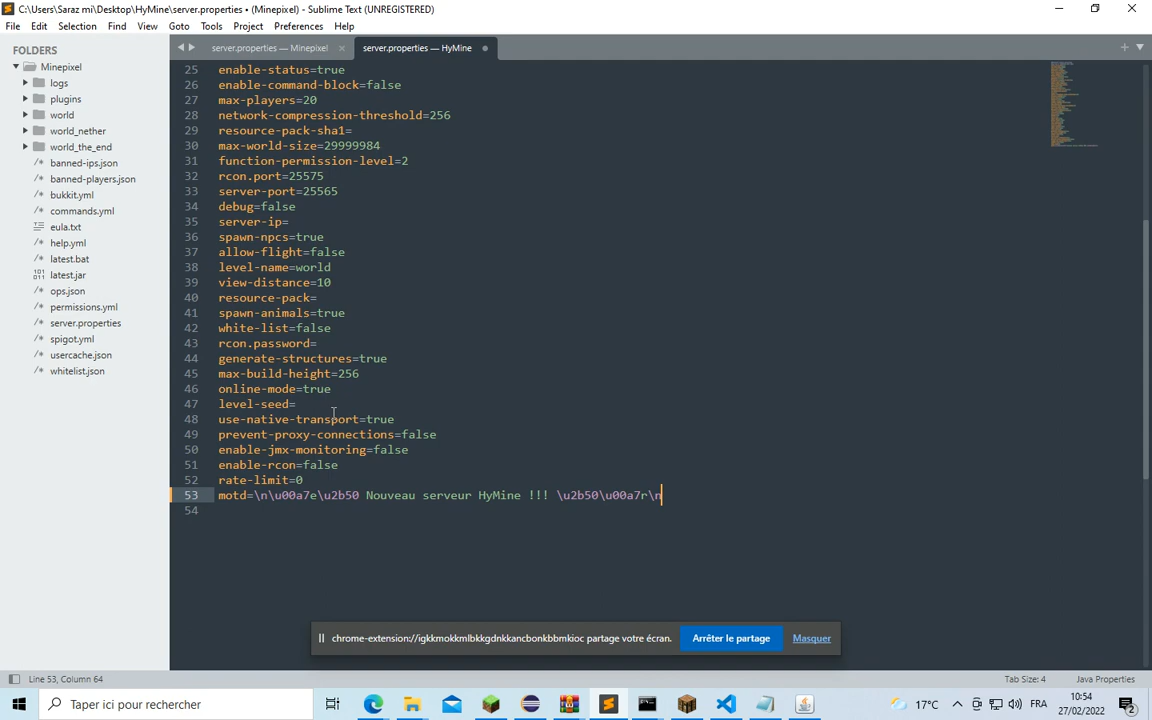 C:\Users\Saraz mi\Desktop\HyMine\server.properties • (Minepixel) - Sublime Text (UNREGISTERED)
File Edit Selection Find View Goto Tools Project Preferences Help
FOLDERS
Minepixel
logs
plugins
world
world_nether
world_the_end
banned-ips.json
banned-players.json
bukkit.yml
commands.yml
eula.txt
help.yml
latest.bat
latest.jar
ops.json
permissions.yml
server.properties
spigot.yml
usercache.json
whitelist.json
server.properties — Minepixel
server.properties — HyMine
25 enable-status=true
26 enable-command-block=false
27 max-players=20
28 network-compression-threshold=256
29 resource-pack-sha1=
30 max-world-size=29999984
31 function-permission-level=2
32 rcon.port=25575
33 server-port=25565
34 debug=false
35 server-ip=
36 spawn-npcs=true
37 allow-flight=false
38 level-name=world
39 view-distance=10
40 resource-pack=
41 spawn-animals=true
42 white-list=false
43 rcon.password=
44 generate-structures=true
45 max-build-height=256
46 online-mode=true
47 level-seed=
48 use-native-transport=true
49 prevent-proxy-connections=false
50 enable-jmx-monitoring=false
51 enable-rcon=false
52 rate-limit=0
53 motd=\n\u00a7e\u2b50 Nouveau serveur HyMine !!! \u2b50\u00a7r\n
54
chrome-extension://igkkmokkmlbkkgdnkkancbonkbbmkioc partage votre écran. Arrêter le partage Masquer
Line 53, Column 64 Tab Size: 4 Java Properties
Taper ici pour rechercher
17°C FRA
10:54
27/02/2022
2